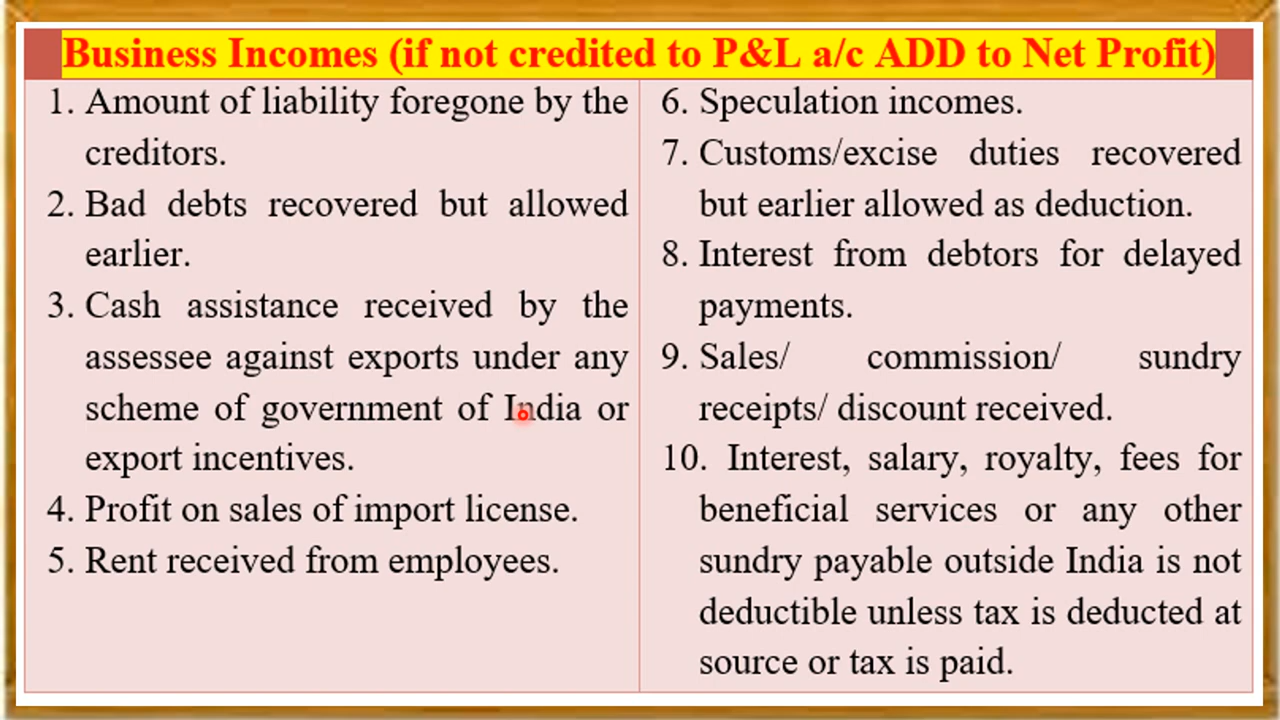 Business Incomes (if not credited to P&L a/c ADD to Net Profit)
1. Amount of liability foregone by the
creditors.
2. Bad debts recovered but allowed
earlier.
3. Cash assistance received by the
assessee against exports under any
scheme of government of India or
export incentives.
4. Profit on sales of import license.
5. Rent received from employees.
6. Speculation incomes.
7. Customs/excise duties recovered
but earlier allowed as deduction.
8. Interest from debtors for delayed
payments.
9. Sales/ commission/ sundry
receipts/ discount received.
10. Interest, salary, royalty, fees for
beneficial services or any other
sundry payable outside India is not
deductible unless tax is deducted at
source or tax is paid.